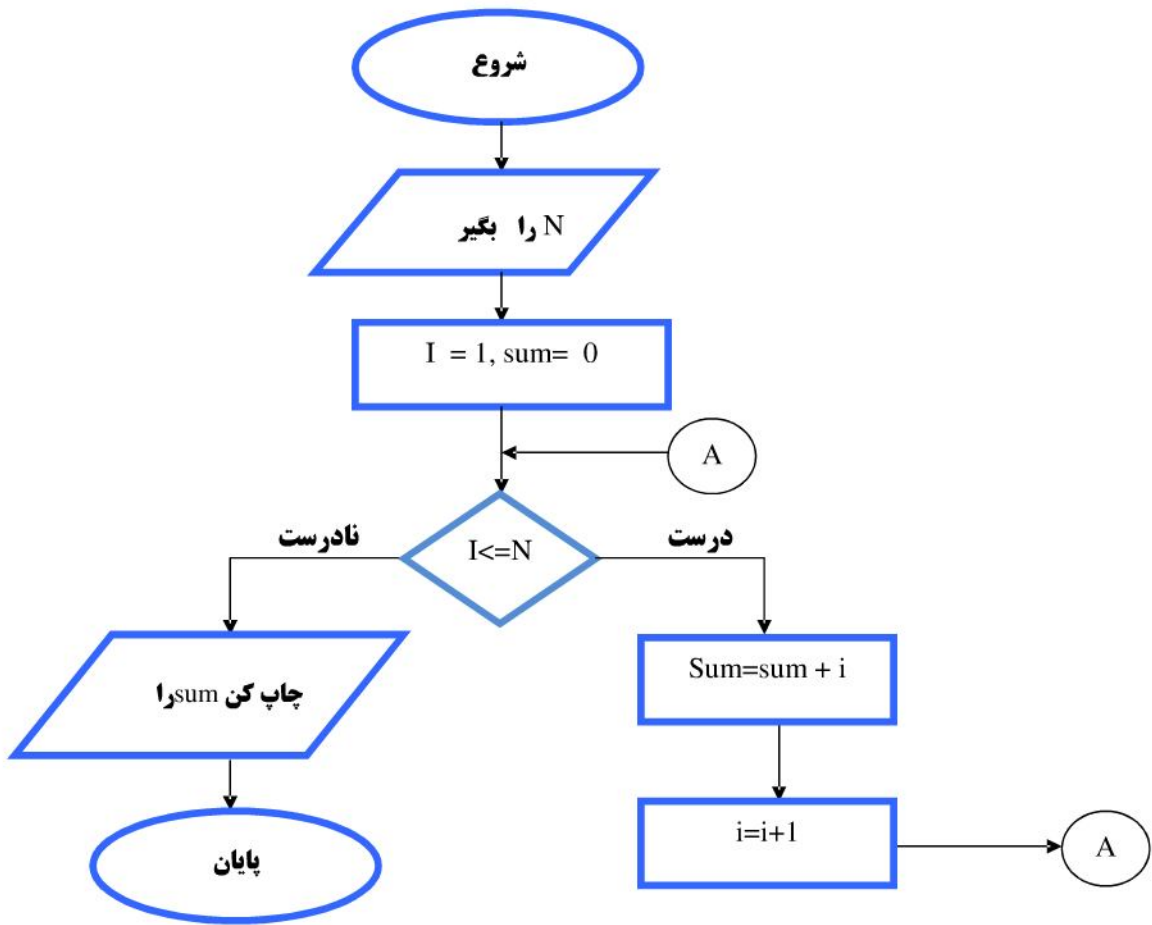 شروع
N را بگیر
I = 1, sum= 0
A
I<=N
نادرست
درست
چاپ کن sumرا
Sum=sum + i
i=i+1
A
پایان